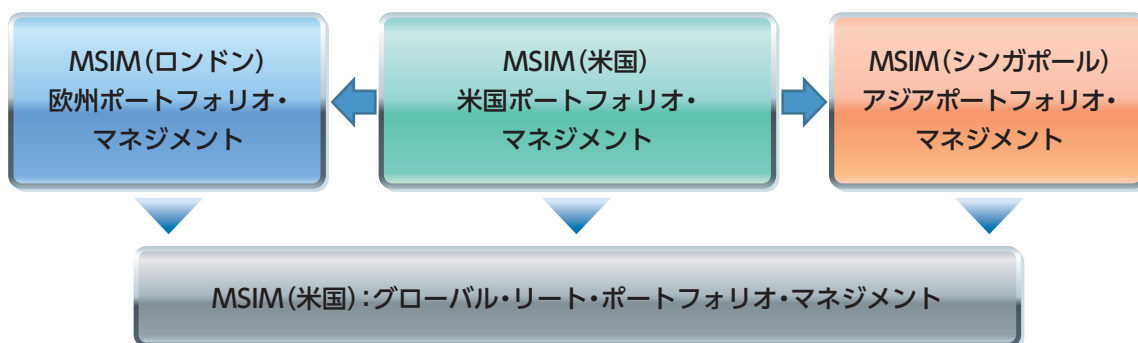 MSIM(ロンドン)
欧州ポートフォリオ・
マネジメント
MSIM(米国)
米国ポートフォリオ・
マネジメント
MSIM(シンガポール)
アジアポートフォリオ・
マネジメント
MSIM(米国):グローバル・リート・ポートフォリオ・マネジメント